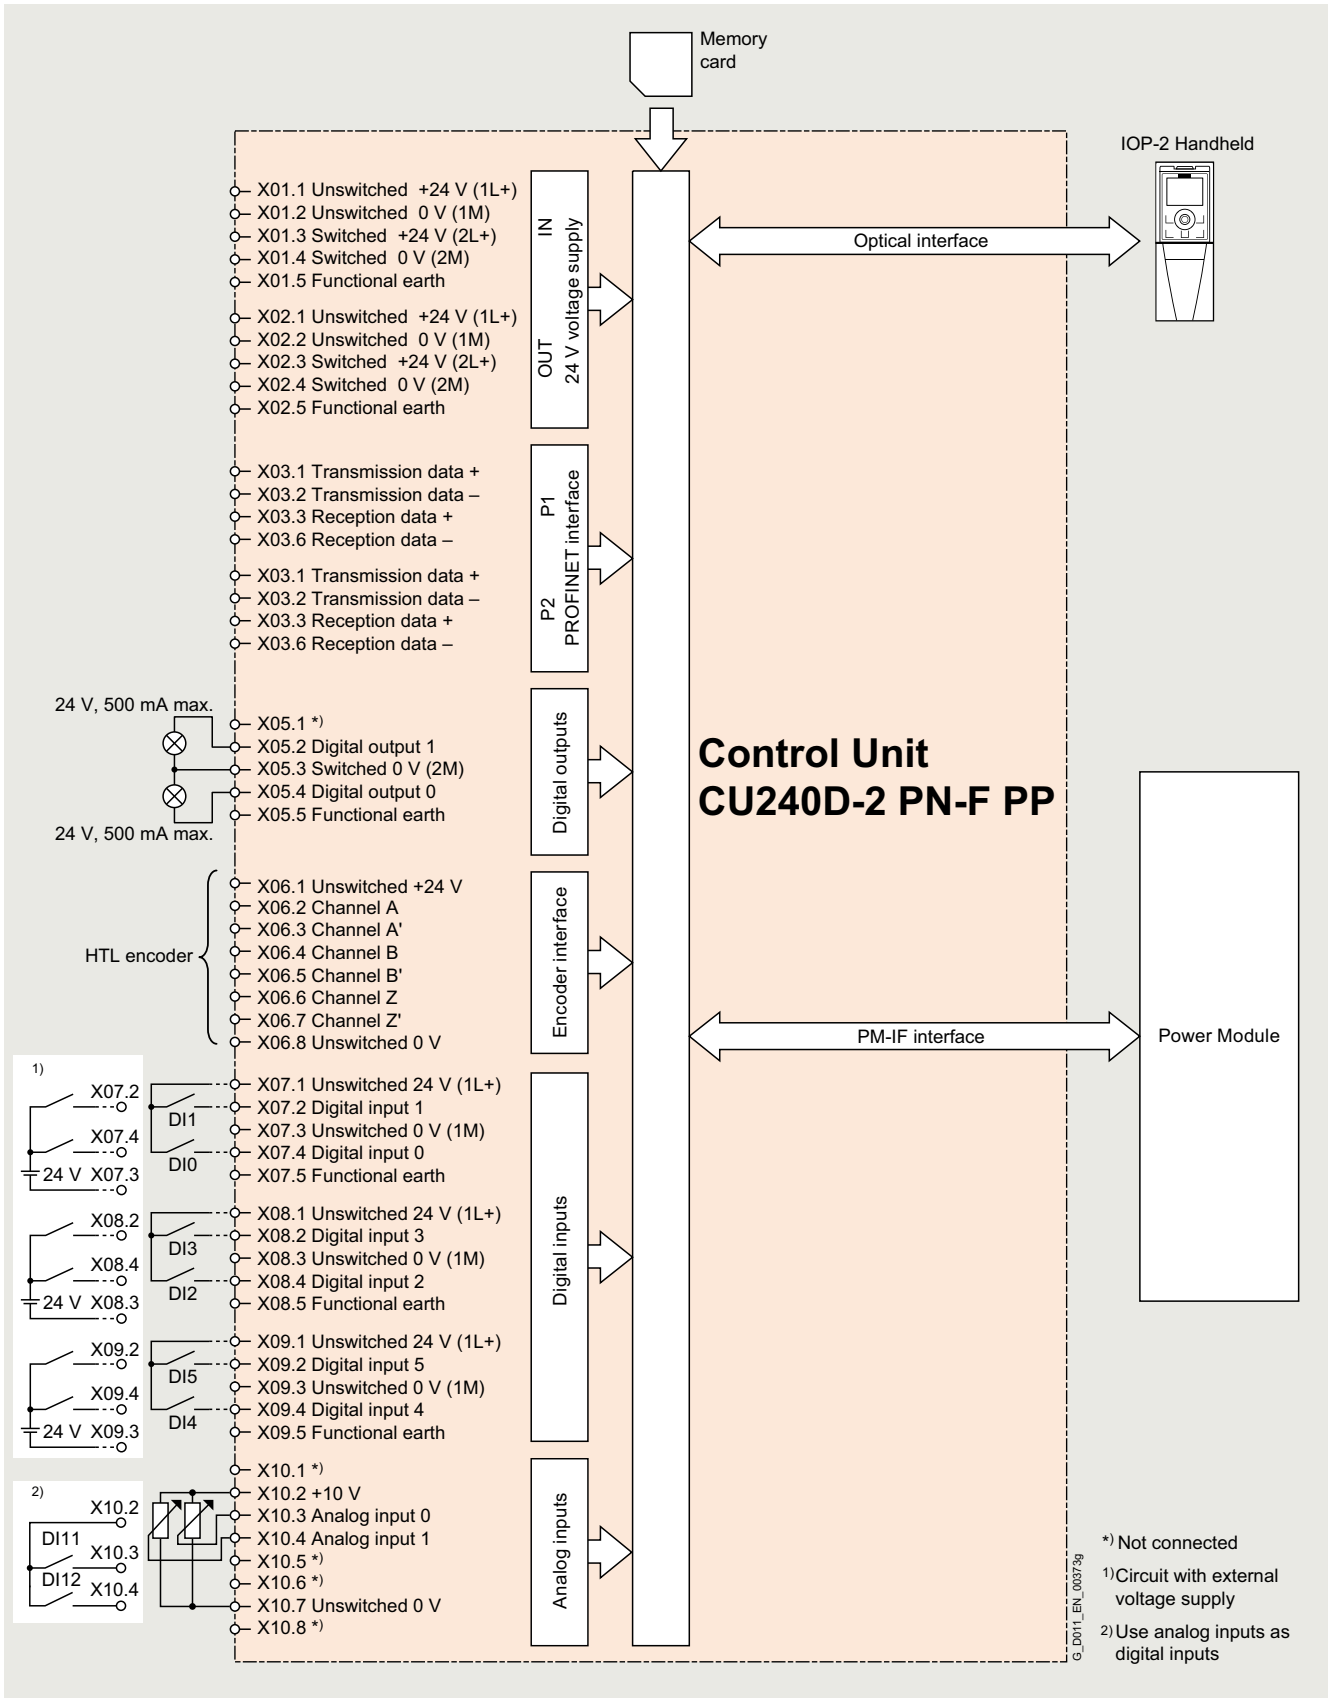 Memory
card
IOP-2 Handheld
X01.1 Unswitched +24 V (1L+)
X01.2 Unswitched 0 V (1M)
X01.3 Switched +24 V (2L+)
X01.4 Switched 0 V (2M)
X01.5 Functional earth
X02.1 Unswitched +24 V (1L+)
X02.2 Unswitched 0 V (1M)
X02.3 Switched +24 V (2L+)
X02.4 Switched 0 V (2M)
X02.5 Functional earth
IN
OUT
24 V voltage supply
Optical interface
X03.1 Transmission data +
X03.2 Transmission data –
X03.3 Reception data +
X03.6 Reception data –
X03.1 Transmission data +
X03.2 Transmission data –
X03.3 Reception data +
X03.6 Reception data –
P1
P2
PROFINET interface
24 V, 500 mA max.
24 V, 500 mA max.
X05.1 *)
X05.2 Digital output 1
X05.3 Switched 0 V (2M)
X05.4 Digital output 0
X05.5 Functional earth
Digital outputs
Control Unit
CU240D-2 PN-F PP
HTL encoder
X06.1 Unswitched +24 V
X06.2 Channel A
X06.3 Channel A'
X06.4 Channel B
X06.5 Channel B'
X06.6 Channel Z
X06.7 Channel Z'
X06.8 Unswitched 0 V
Encoder interface
PM-IF interface
Power Module
1)
X07.2
X07.4
24 V X07.3
DI1
DI0
X07.1 Unswitched 24 V (1L+)
X07.2 Digital input 1
X07.3 Unswitched 0 V (1M)
X07.4 Digital input 0
X07.5 Functional earth
X08.2
X08.4
24 V X08.3
DI3
DI2
X08.1 Unswitched 24 V (1L+)
X08.2 Digital input 3
X08.3 Unswitched 0 V (1M)
X08.4 Digital input 2
X08.5 Functional earth
X09.2
X09.4
24 V X09.3
DI5
DI4
X09.1 Unswitched 24 V (1L+)
X09.2 Digital input 5
X09.3 Unswitched 0 V (1M)
X09.4 Digital input 4
X09.5 Functional earth
Digital inputs
2)
X10.2
DI11
X10.3
DI12
X10.4
X10.1 *)
X10.2 +10 V
X10.3 Analog input 0
X10.4 Analog input 1
X10.5 *)
X10.6 *)
X10.7 Unswitched 0 V
X10.8 *)
Analog inputs
G_D011_EN_00373g
*) Not connected
1) Circuit with external
voltage supply
2) Use analog inputs as
digital inputs